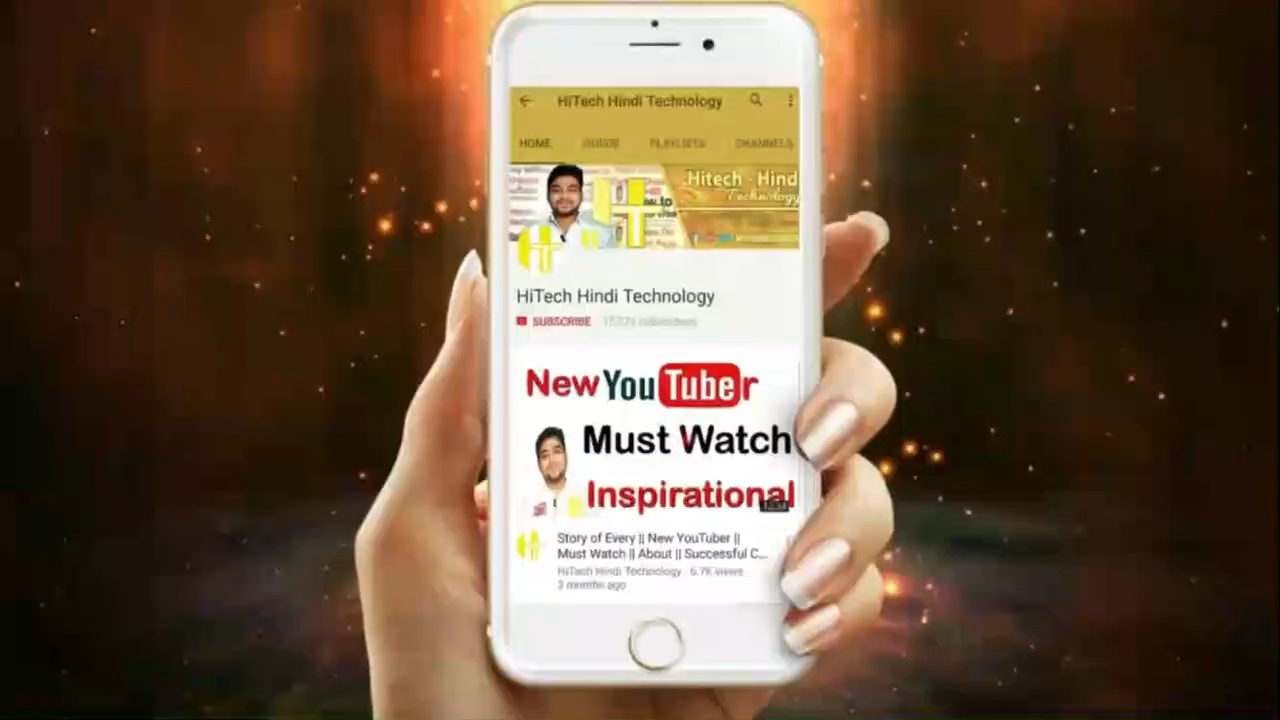 HiTech Hindi Technology
HOME VIDEOS PLAYLISTS CHANNELS
Hitech - Hind
Technology
HiTech Hindi Technology
SUBSCRIBE
New YouTuber
Must Watch
Inspirational
Story of Every || New YouTuber ||
Must Watch || About || Successful C...
HiTech Hindi Technology · 6.7K views
3 months ago